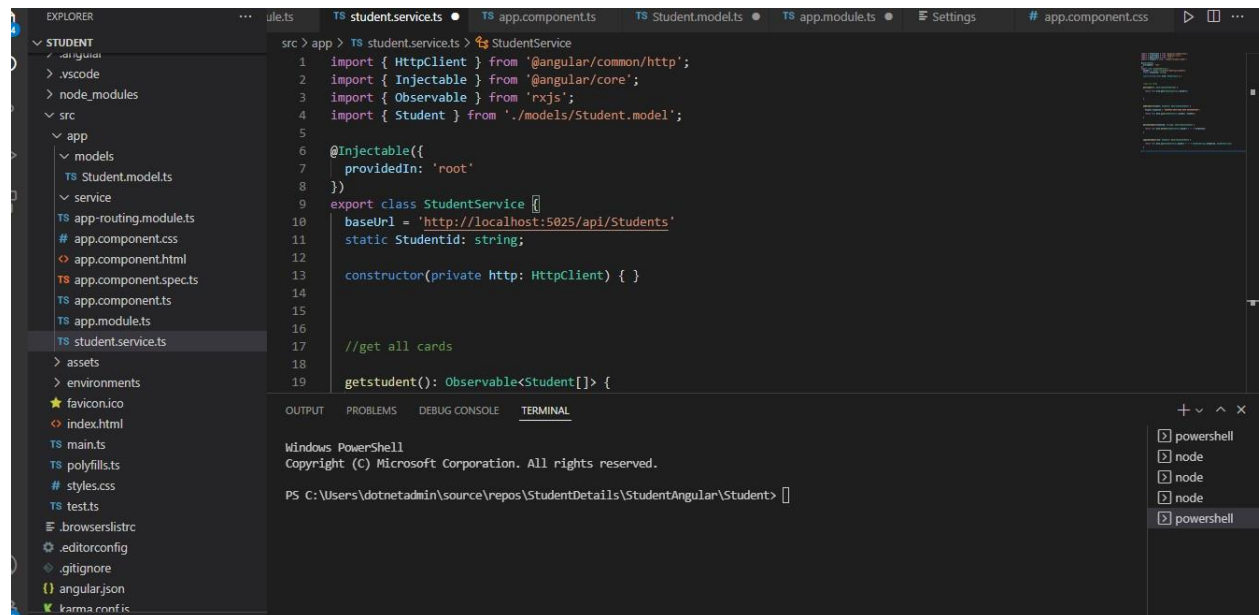 EXPLORER
STUDENT
.angular
.vscode
node_modules
src
app
models
TS Student.model.ts
service
TS app-routing.module.ts
# app.component.css
<> app.component.html
TS app.component.spec.ts
TS app.component.ts
TS app.module.ts
TS student.service.ts
assets
environments
favicon.ico
<> index.html
TS main.ts
TS polyfills.ts
# styles.css
TS test.ts
.browserslistrc
.editorconfig
.gitignore
{} angular.json
karma.conf.js
ule.ts TS student.service.ts TS app.component.ts TS Student.model.ts TS app.module.ts Settings # app.component.css
src > app > TS student.service.ts > StudentService
1 import { HttpClient } from '@angular/common/http';
2 import { Injectable } from '@angular/core';
3 import { Observable } from 'rxjs';
4 import { Student } from './models/Student.model';
5
6 @Injectable({
7 providedIn: 'root'
8 })
9 export class StudentService {
10 baseUrl = 'http://localhost:5025/api/Students'
11 static Studentid: string;
12
13 constructor(private http: HttpClient) { }
14
15
16
17 //get all cards
18
19 getstudent(): Observable<Student[]> {
OUTPUT PROBLEMS DEBUG CONSOLE TERMINAL
Windows PowerShell
Copyright (C) Microsoft Corporation. All rights reserved.
PS C:\Users\dotnetadmin\source\repos\StudentDetails\StudentAngular\Student>
powershell
node
node
node
powershell